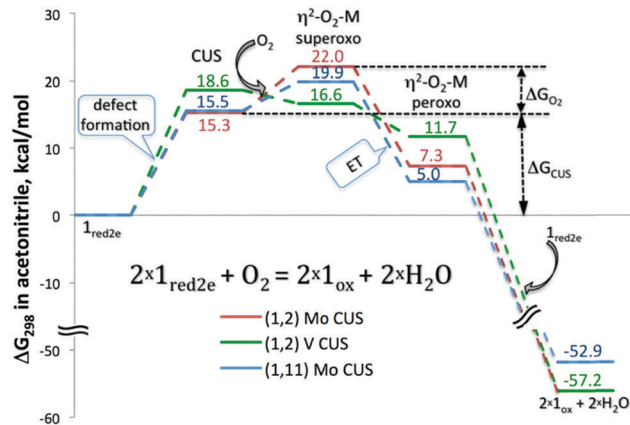 η²-O₂-M
superoxo
30
CUS
O₂
22.0
η²-O₂-M
peroxo
20
18.6
19.9
ΔG_O₂
defect
formation
15.5
16.6
15.3
11.7
10
ET
7.3
5.0
ΔG_CUS
0
1red2e
1red2e
-10
2×1red2e + O₂ = 2×1ox + 2×H₂O
(1,2) Mo CUS
(1,2) V CUS
(1,11) Mo CUS
-50
-52.9
-57.2
2×1ox + 2×H₂O
-60
ΔG₂₉₈ in acetonitrile, kcal/mol